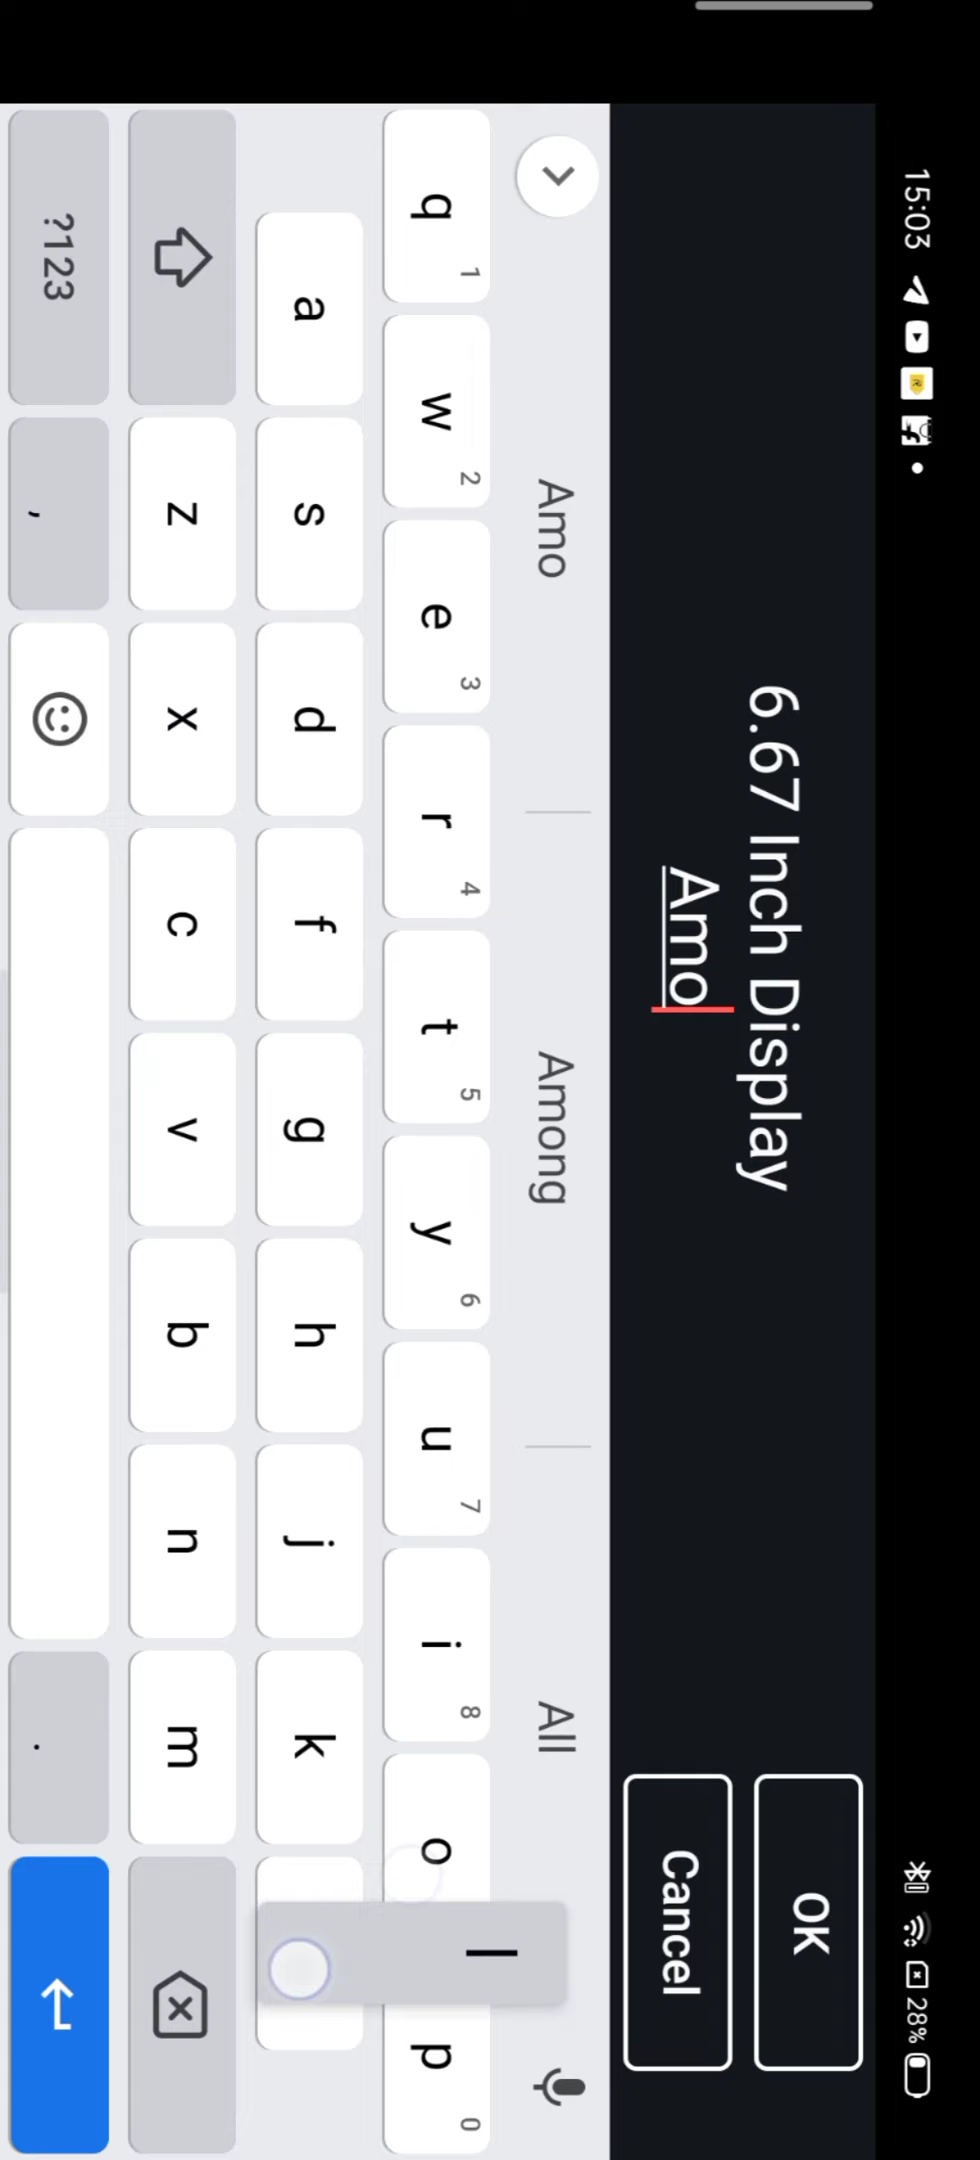 15:03
28%
6.67 Inch Display
Amo
OK
Cancel
Amo Among All
q 1 w 2 e 3 r 4 t 5 y 6 u 7 i 8 o p 0
a s d f g h j k l
z x c v b n m
?123 , .